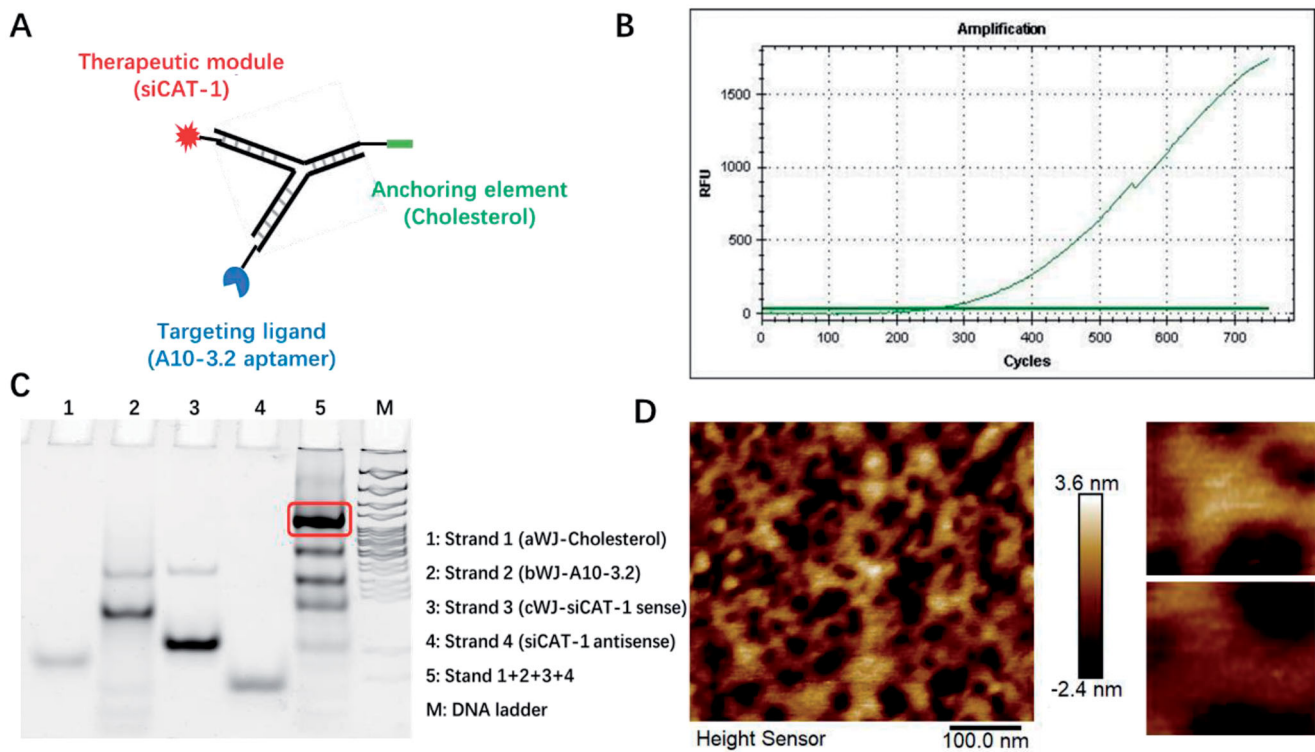 A
Therapeutic module
(siCAT-1)
Anchoring element
(Cholesterol)
Targeting ligand
(A10-3.2 aptamer)
B
Amplification
RFU
1500
1000
500
0
0 100 200 300 400 500 600 700
Cycles
C
1 2 3 4 5 M
1: Strand 1 (aWJ-Cholesterol)
2: Strand 2 (bWJ-A10-3.2)
3: Strand 3 (cWJ-siCAT-1 sense)
4: Strand 4 (siCAT-1 antisense)
5: Stand 1+2+3+4
M: DNA ladder
D
3.6 nm
-2.4 nm
Height Sensor
100.0 nm